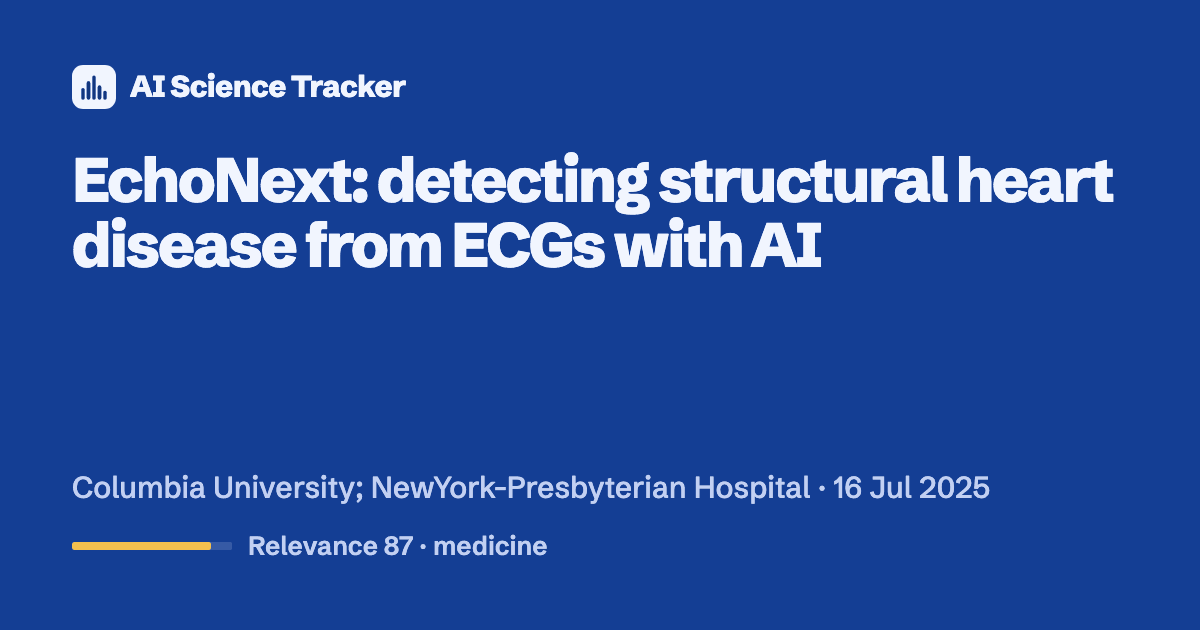 AI Science Tracker
EchoNext: detecting structural heart
disease from ECGs with AI
Columbia University; NewYork-Presbyterian Hospital · 16 Jul 2025
Relevance 87 · medicine